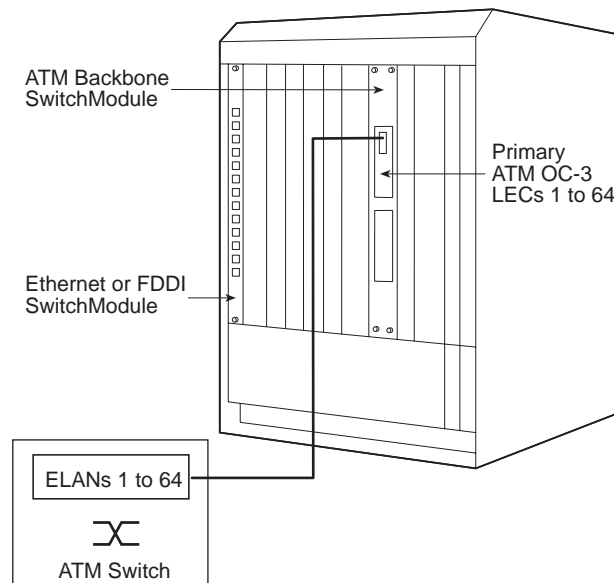 ATM Backbone
SwitchModule
Primary
ATM OC-3
LECs 1 to 64
Ethernet or FDDI
SwitchModule
ELANs 1 to 64
ATM Switch